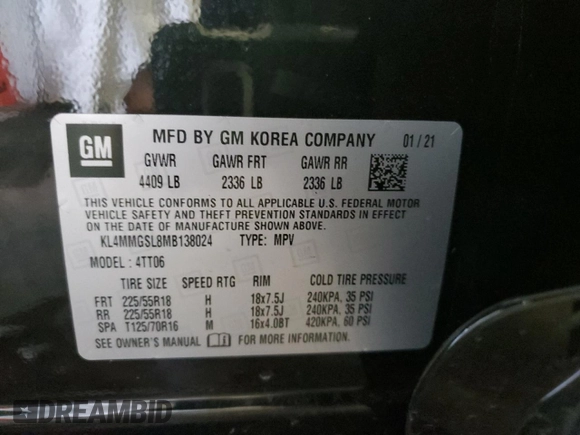 GM MFD BY GM KOREA COMPANY 01/21
GVWR GAWR FRT GAWR RR
4409 LB 2336 LB 2336 LB
THIS VEHICLE CONFORMS TO ALL APPLICABLE U.S. FEDERAL MOTOR
VEHICLE SAFETY AND THEFT PREVENTION STANDARDS IN EFFECT
ON THE DATE OF MANUFACTURE SHOWN ABOVE.
KL4MMGSL8MB138024 TYPE: MPV
MODEL: 4TT06
TIRE SIZE SPEED RTG RIM COLD TIRE PRESSURE
FRT 225/55R18 H 18x7.5J 240KPA, 35 PSI
RR 225/55R18 H 18x7.5J 240KPA, 35 PSI
SPA T125/70R16 M 16x4.0BT 420KPA, 60 PSI
SEE OWNER'S MANUAL FOR MORE INFORMATION.
DREAMBID